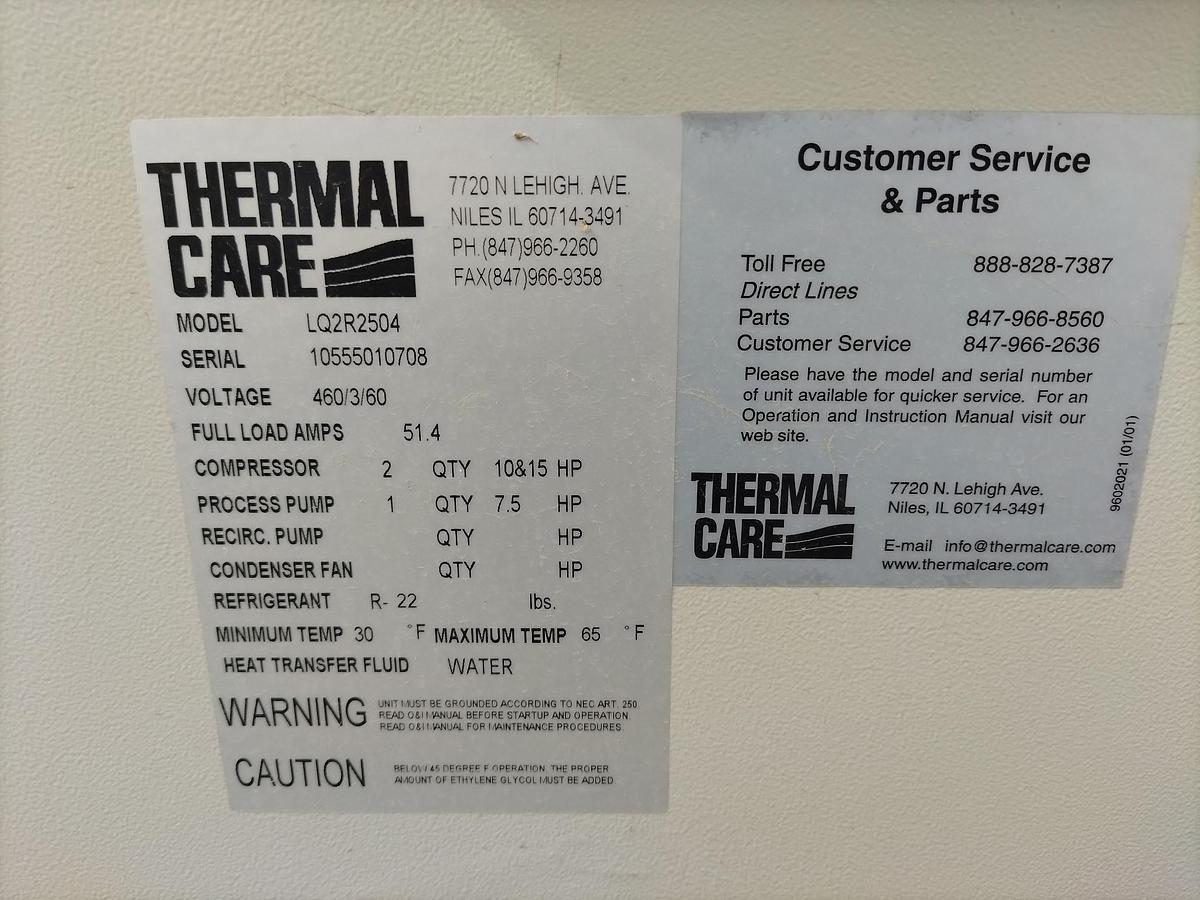 THERMAL
CARE
7720 N LEHIGH. AVE.
NILES IL 60714-3491
PH.(847)966-2260
FAX(847)966-9358
MODEL LQ2R2504
SERIAL 10555010708
VOLTAGE 460/3/60
FULL LOAD AMPS 51.4
COMPRESSOR 2 QTY 10&15 HP
PROCESS PUMP 1 QTY 7.5 HP
RECIRC. PUMP QTY HP
CONDENSER FAN QTY HP
REFRIGERANT R- 22 lbs.
MINIMUM TEMP 30 °F MAXIMUM TEMP 65 °F
HEAT TRANSFER FLUID WATER
WARNING
UNIT MUST BE GROUNDED ACCORDING TO NEC ART. 250.
READ O&I MANUAL BEFORE STARTUP AND OPERATION.
READ O&I MANUAL FOR MAINTENANCE PROCEDURES.
CAUTION
BELOW 45 DEGREE F OPERATION, THE PROPER
AMOUNT OF ETHYLENE GLYCOL MUST BE ADDED.
Customer Service
& Parts
Toll Free 888-828-7387
Direct Lines
Parts 847-966-8560
Customer Service 847-966-2636
Please have the model and serial number
of unit available for quicker service. For an
Operation and Instruction Manual visit our
web site.
THERMAL
CARE
7720 N. Lehigh Ave.
Niles, IL 60714-3491
E-mail info@thermalcare.com
www.thermalcare.com
9602021 (01/01)